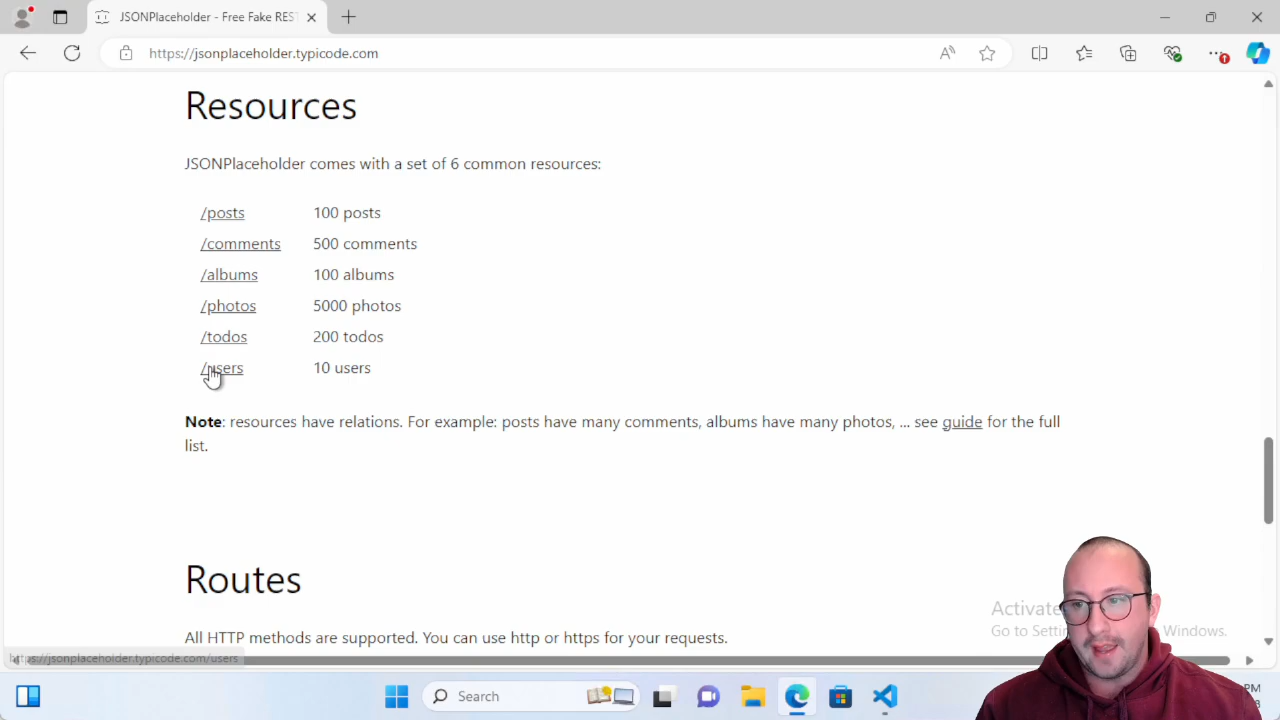 JSONPlaceholder - Free Fake REST
https://jsonplaceholder.typicode.com
Resources
JSONPlaceholder comes with a set of 6 common resources:
/posts 100 posts
/comments 500 comments
/albums 100 albums
/photos 5000 photos
/todos 200 todos
/users 10 users
Note: resources have relations. For example: posts have many comments, albums have many photos, ... see guide for the full
list.
Routes
All HTTP methods are supported. You can use http or https for your requests.
Activate
Go to Windows.
https://jsonplaceholder.typicode.com/users
Search
PM